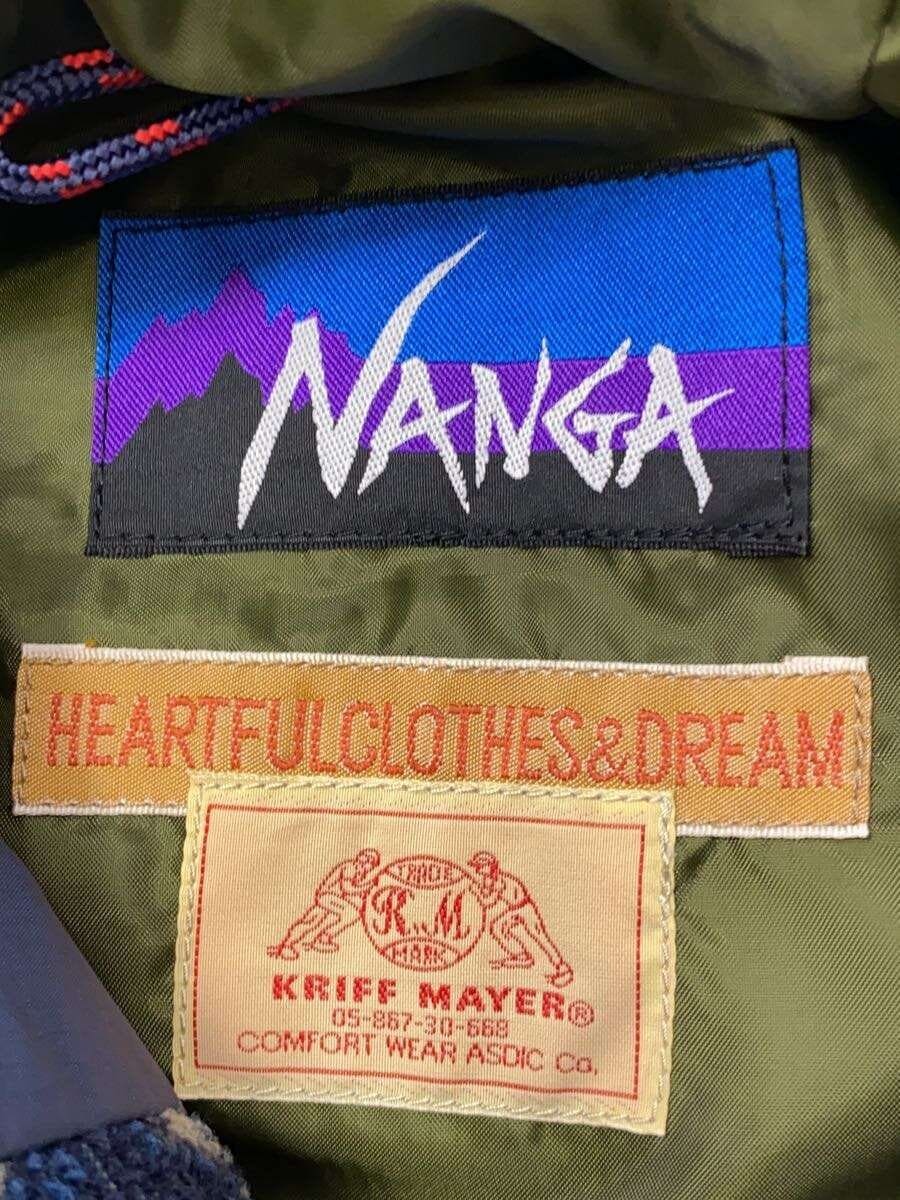 NANGA
HEARTFULCLOTHES&DREAM
TRADE
K.M
MARK
KRIFF MAYER®
05-867-30-668
COMFORT WEAR ASDIC Co.